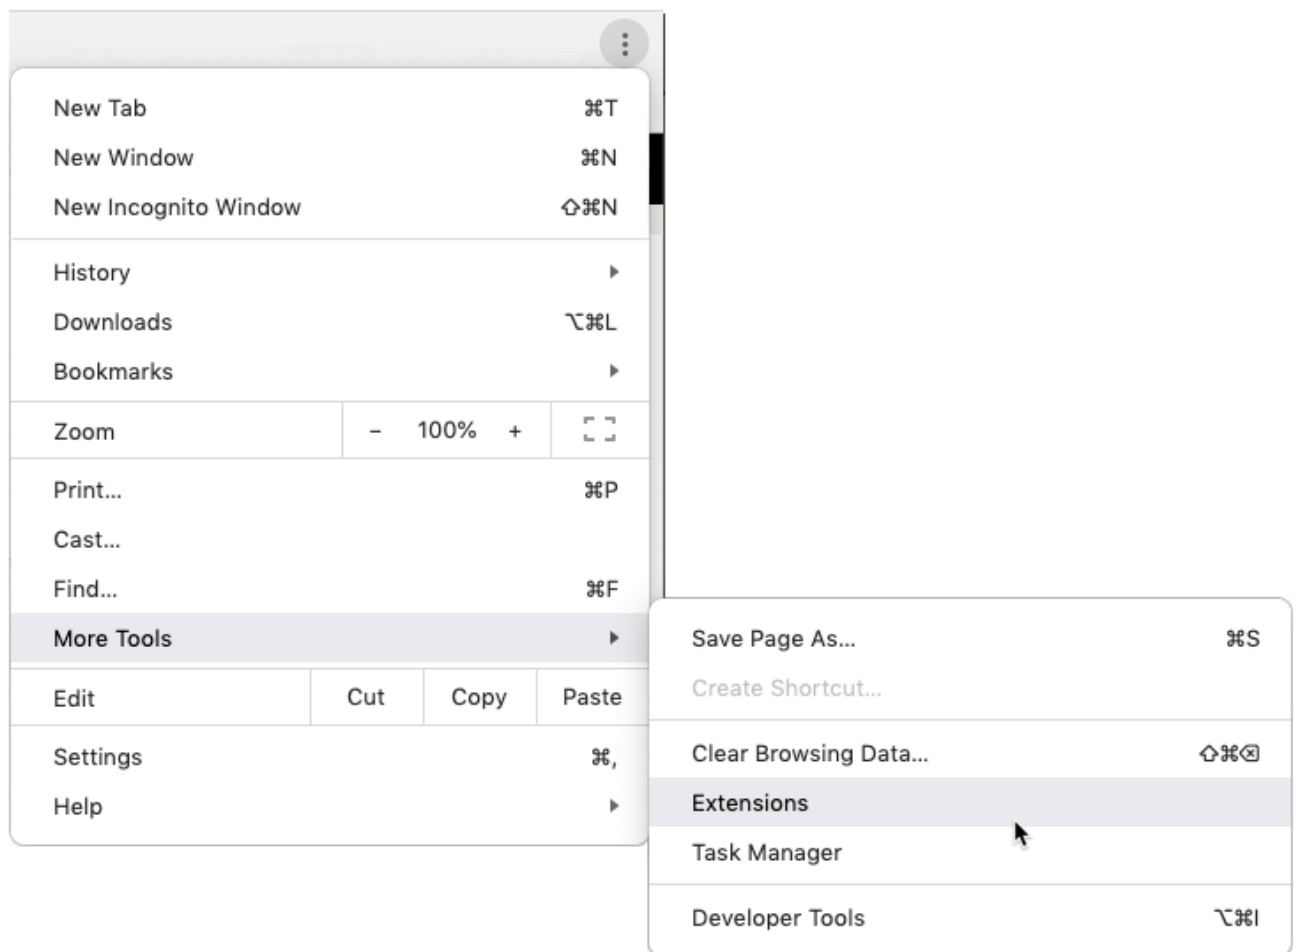 New Tab ⌘T
New Window ⌘N
New Incognito Window ⇧⌘N
History
Downloads ⌥⌘L
Bookmarks
Zoom - 100% +
Print... ⌘P
Cast...
Find... ⌘F
More Tools
Edit Cut Copy Paste
Settings ⌘,
Help
Save Page As... ⌘S
Create Shortcut...
Clear Browsing Data... ⇧⌘⌫
Extensions
Task Manager
Developer Tools ⌥⌘I